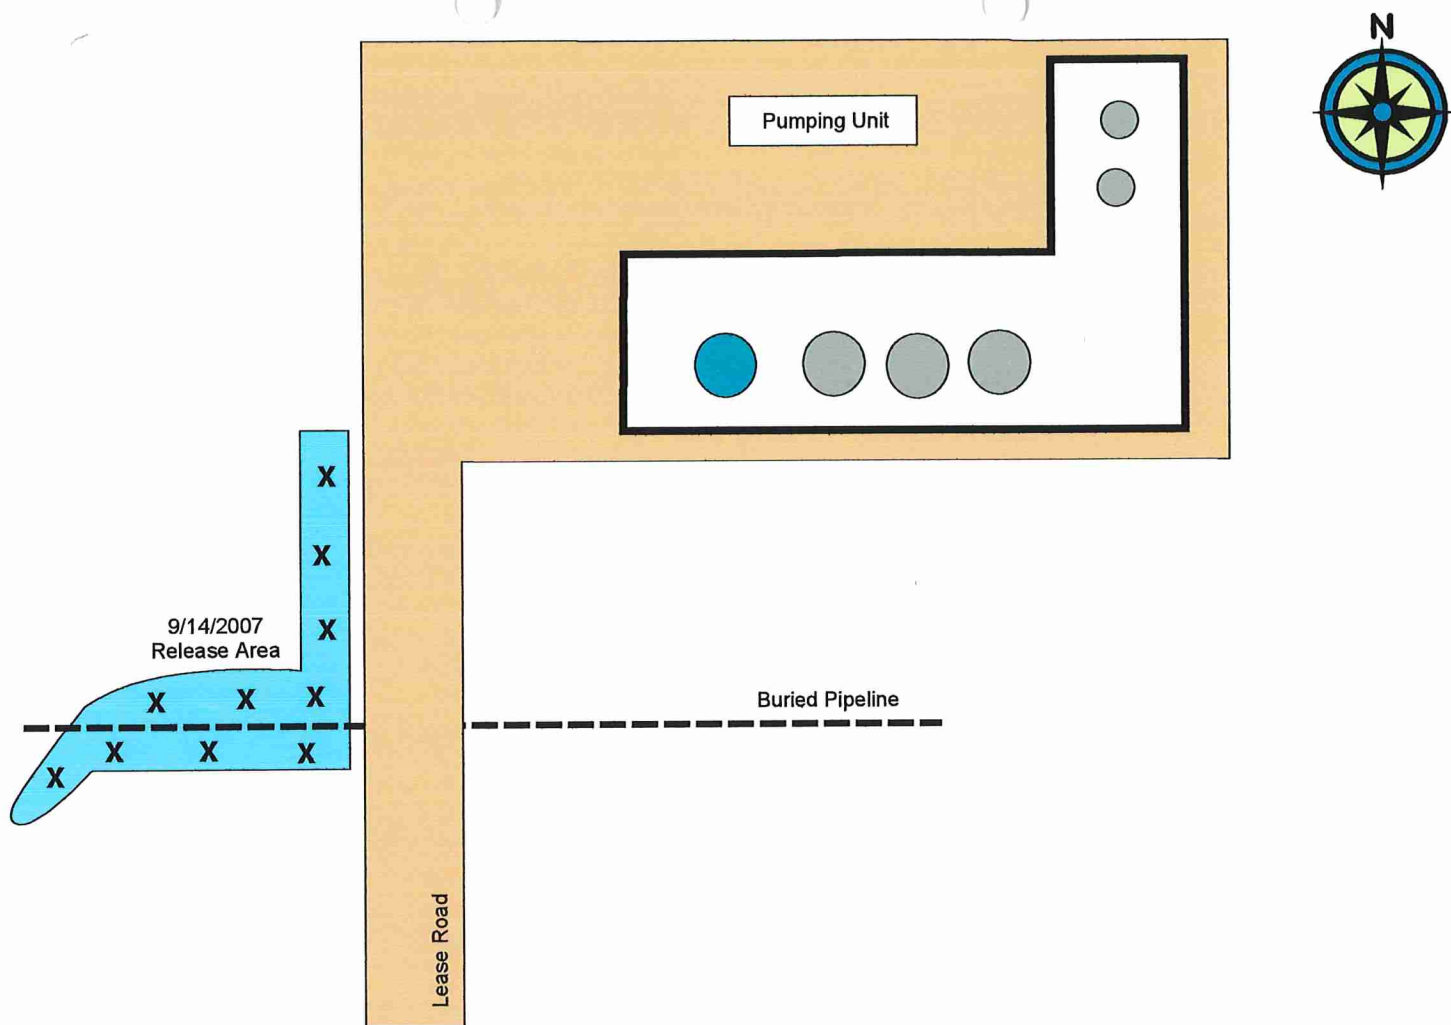 N
Pumping Unit
X
X
X
9/14/2007
Release Area
X X X
Buried Pipeline
X X X
X
Lease Road